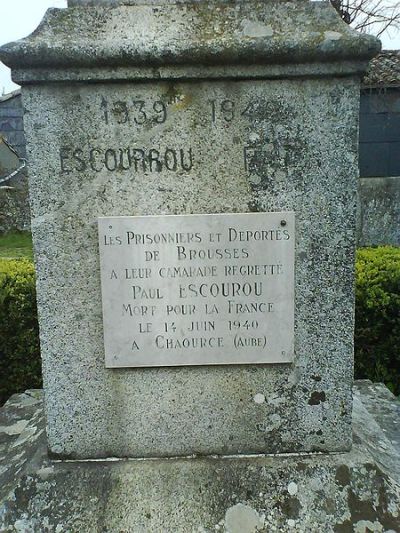 1939
ESCOURROU
LES PRISONNIERS ET DEPORTES
DE BROUSSES
A LEUR CAMARADE REGRETTE
PAUL ESCOUROU
MORT POUR LA FRANCE
LE 14 JUIN 1940
A CHAOURCE (AUBE)